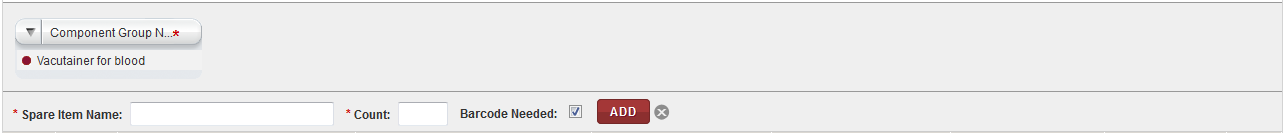 Component Group N...*
Vacutainer for blood
* Spare Item Name: * Count: Barcode Needed: ADD